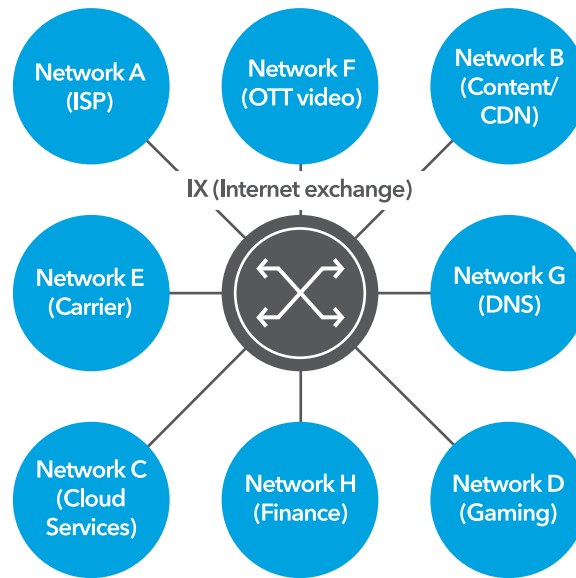 Network A
(ISP)
Network F
(OTT video)
Network B
(Content/
CDN)
IX (Internet exchange)
Network E
(Carrier)
Network G
(DNS)
Network C
(Cloud
Services)
Network H
(Finance)
Network D
(Gaming)